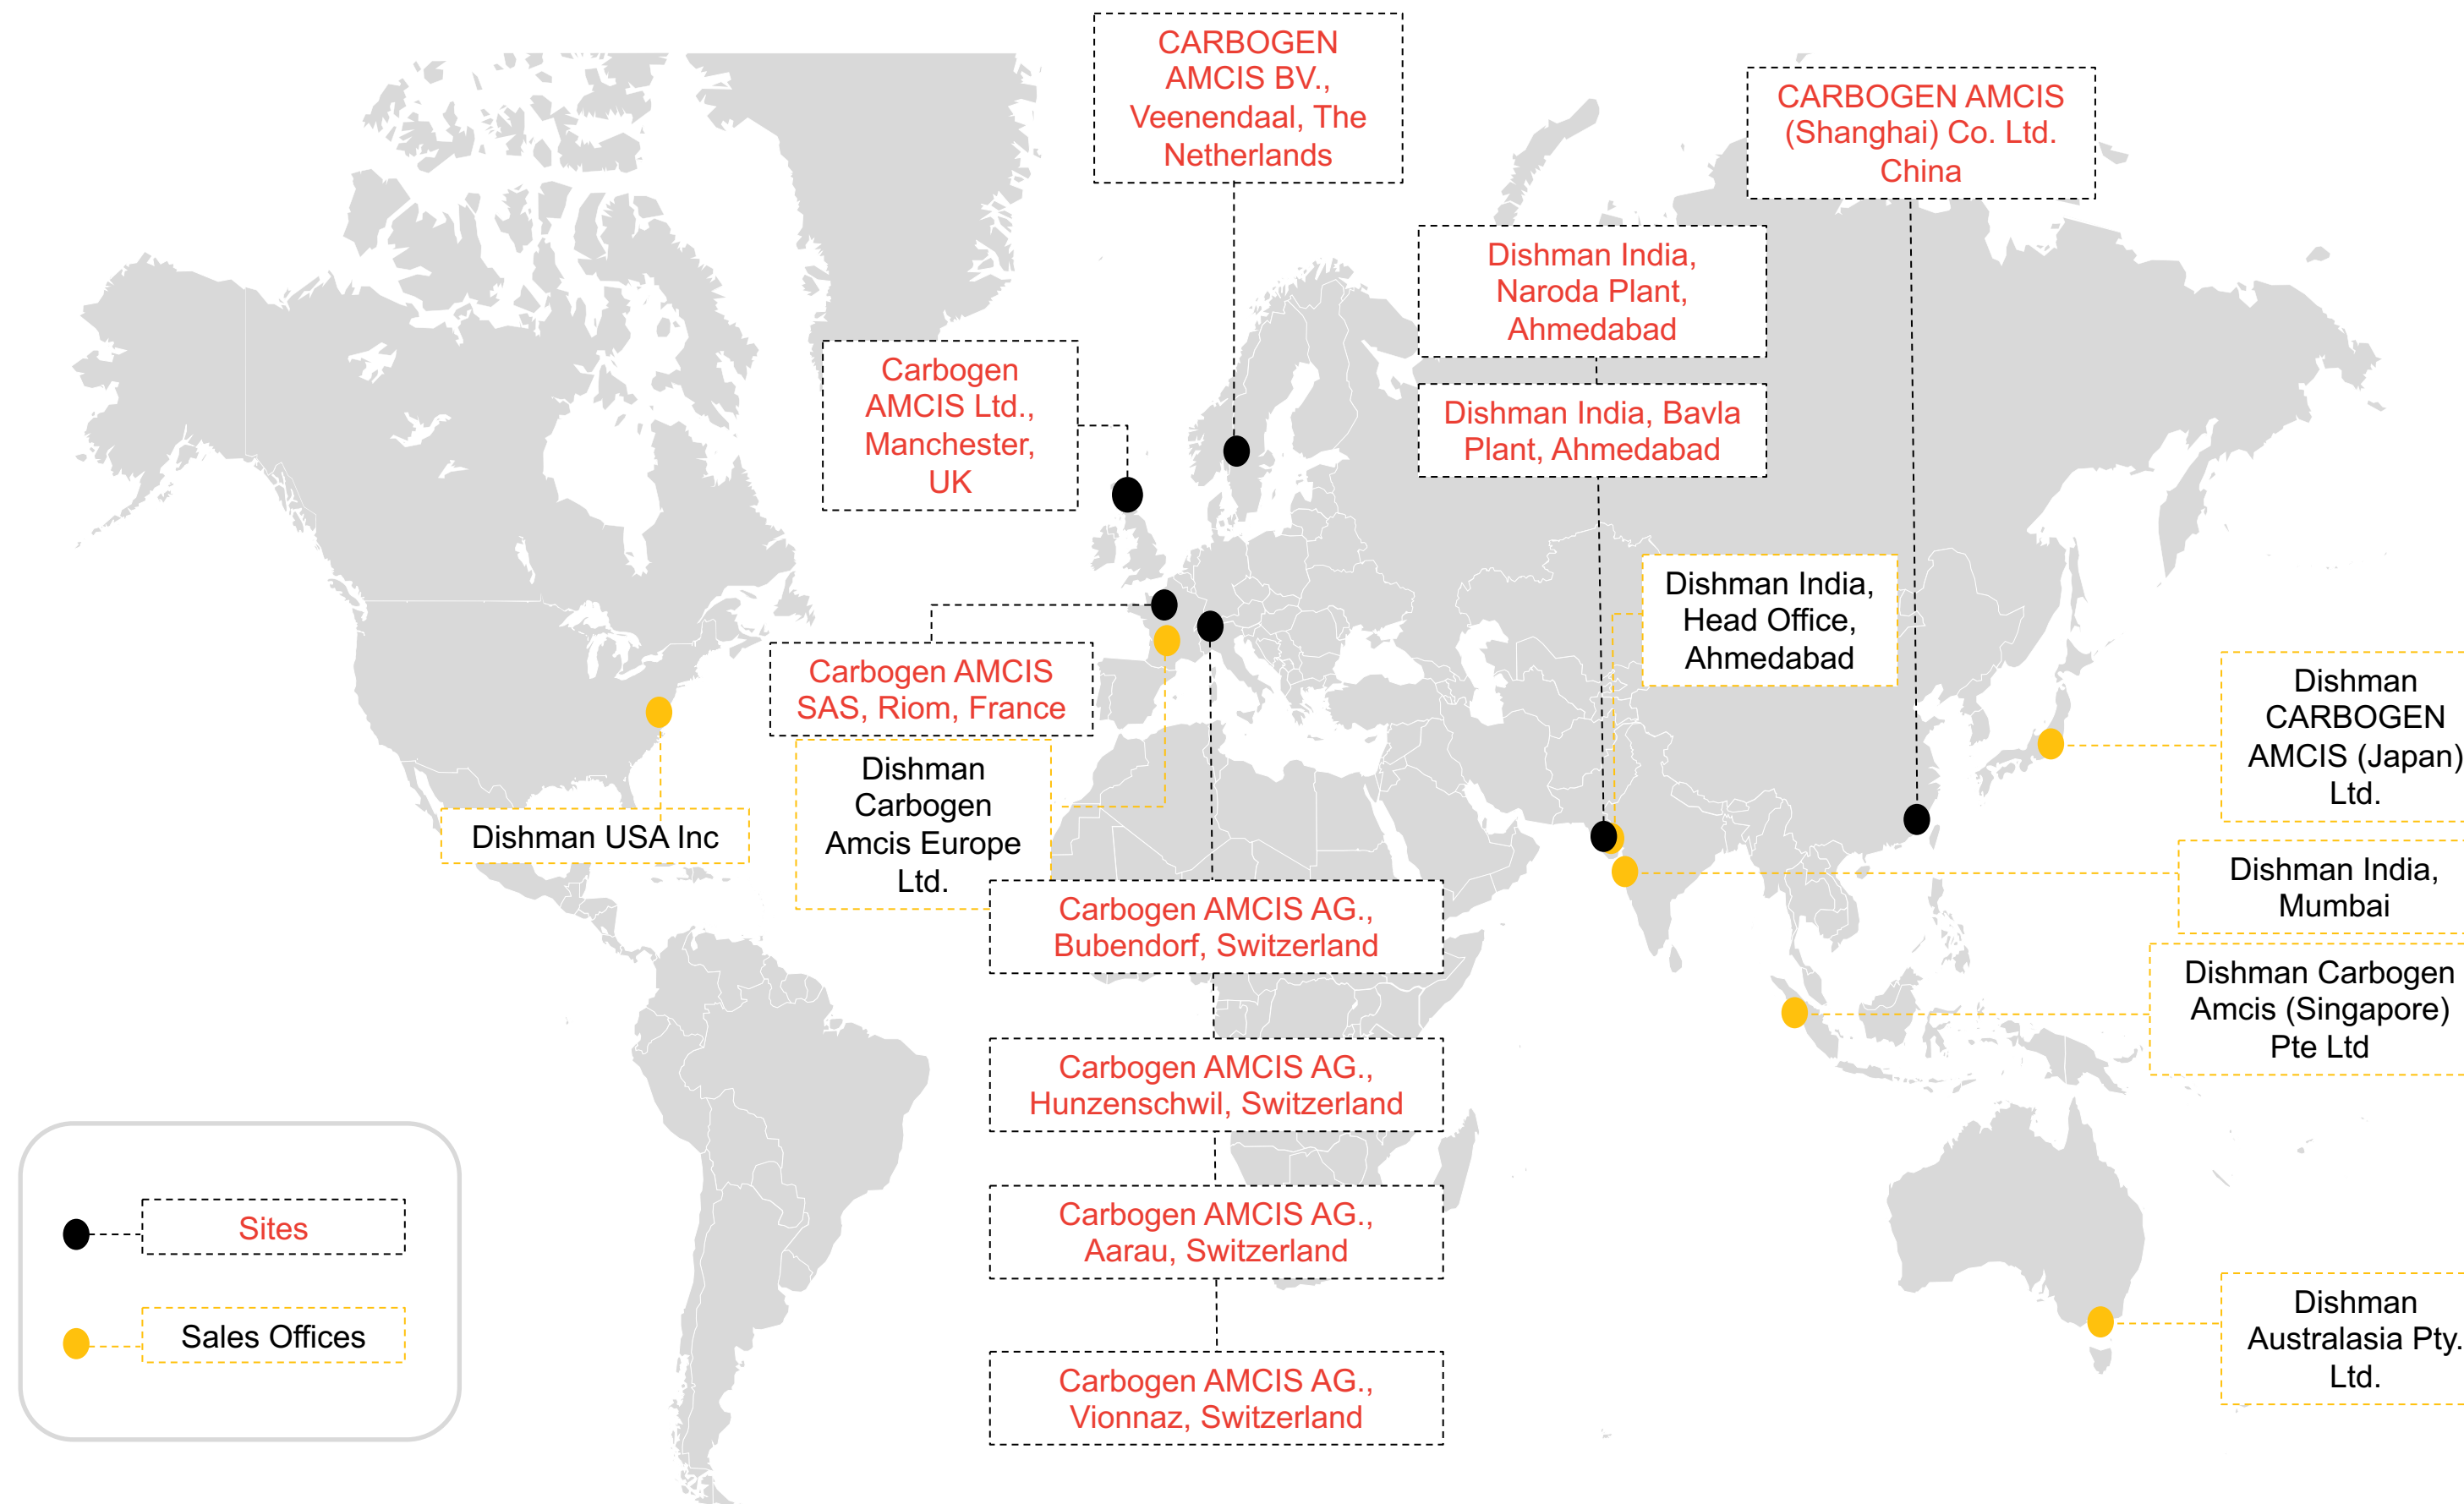 CARBOGEN
AMCIS BV.,
Veenendaal, The
Netherlands
CARBOGEN AMCIS
(Shanghai) Co. Ltd.
China
Dishman India,
Naroda Plant,
Ahmedabad
Carbogen
AMCIS Ltd.,
Manchester,
UK
Dishman India, Bavla
Plant, Ahmedabad
Dishman India,
Head Office,
Ahmedabad
Carbogen AMCIS
SAS, Riom, France
Dishman
CARBOGEN
AMCIS (Japan)
Ltd.
Dishman USA Inc
Dishman
Carbogen
Amcis Europe
Ltd.
Dishman India,
Mumbai
Carbogen AMCIS AG.,
Bubendorf, Switzerland
Dishman Carbogen
Amcis (Singapore)
Pte Ltd
Carbogen AMCIS AG.,
Hunzenschwil, Switzerland
Carbogen AMCIS AG.,
Aarau, Switzerland
Sites
Sales Offices
Dishman
Australasia Pty.
Ltd.
Carbogen AMCIS AG.,
Vionnaz, Switzerland